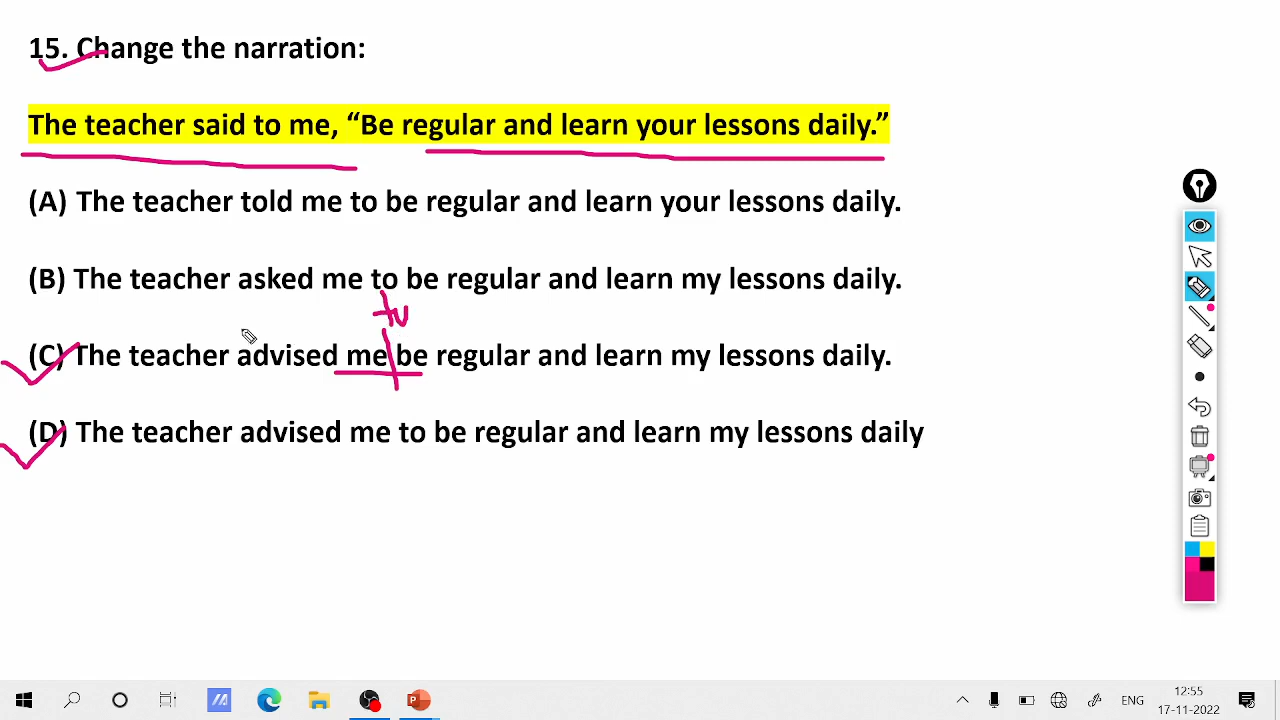 15. Change the narration:
The teacher said to me, “Be regular and learn your lessons daily.”
(A) The teacher told me to be regular and learn your lessons daily.
(B) The teacher asked me to be regular and learn my lessons daily.
to
(C) The teacher advised me be regular and learn my lessons daily.
(D) The teacher advised me to be regular and learn my lessons daily
ENG
12:55
17-11-2022